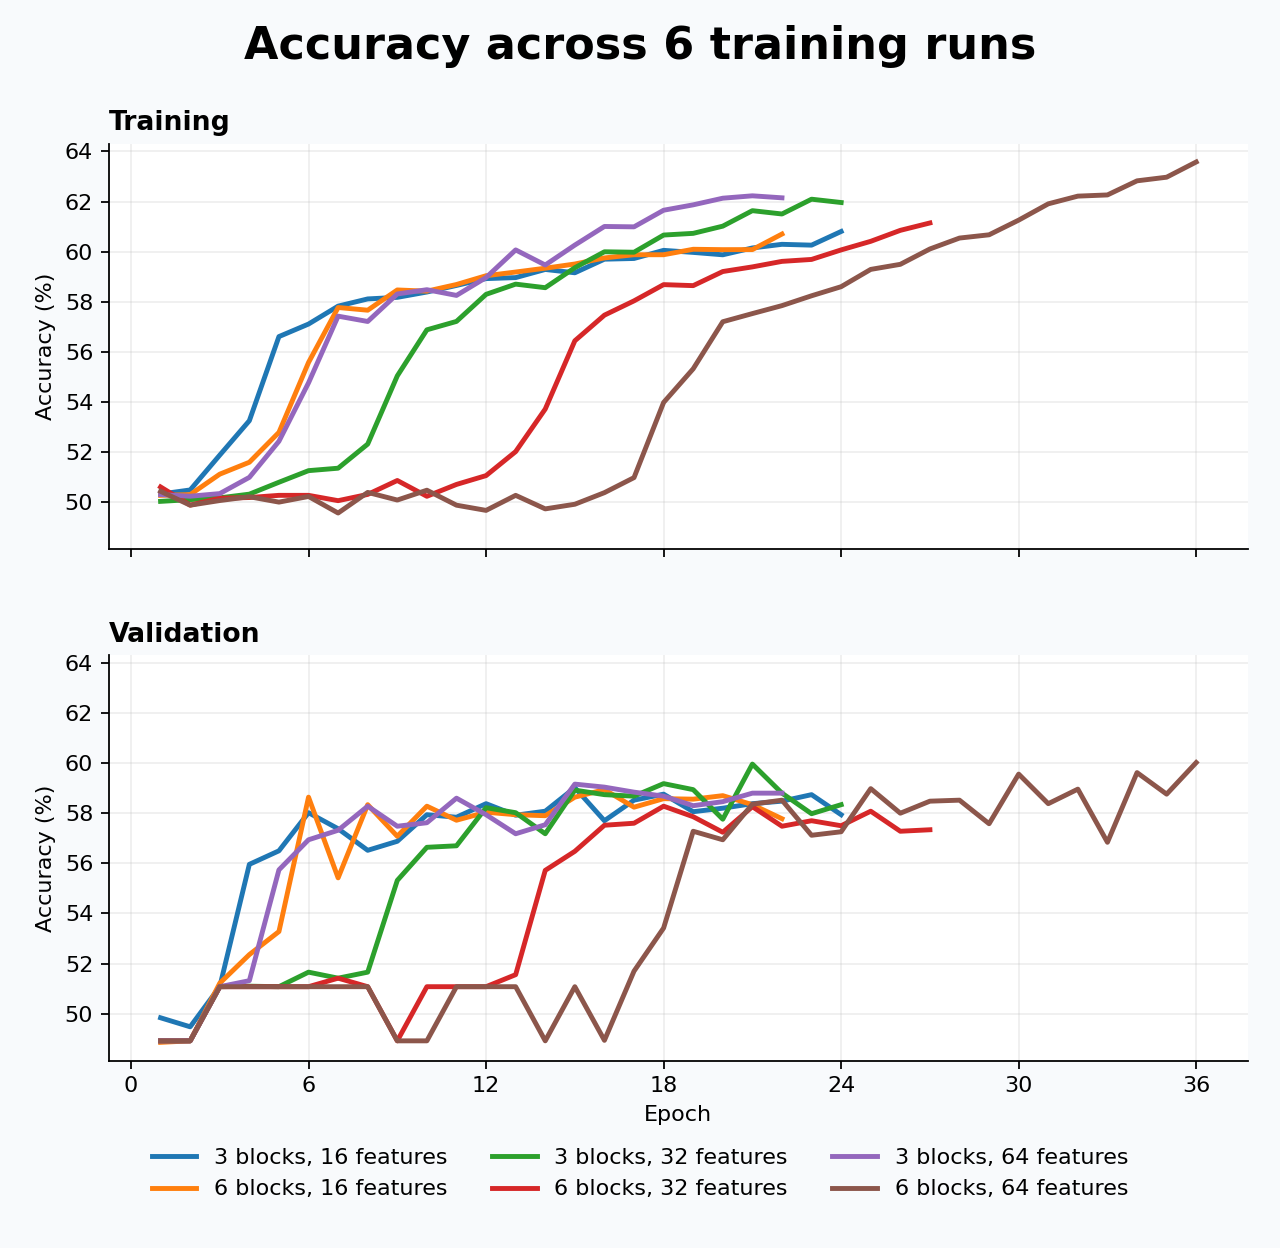 Accuracy across 6 training runs
Training
64
62
60
58
56
54
52
50
Accuracy (%)
Validation
64
62
60
58
56
54
52
50
Accuracy (%)
0 6 12 18 24 30 36
Epoch
3 blocks, 16 features 3 blocks, 32 features 3 blocks, 64 features
6 blocks, 16 features 6 blocks, 32 features 6 blocks, 64 features